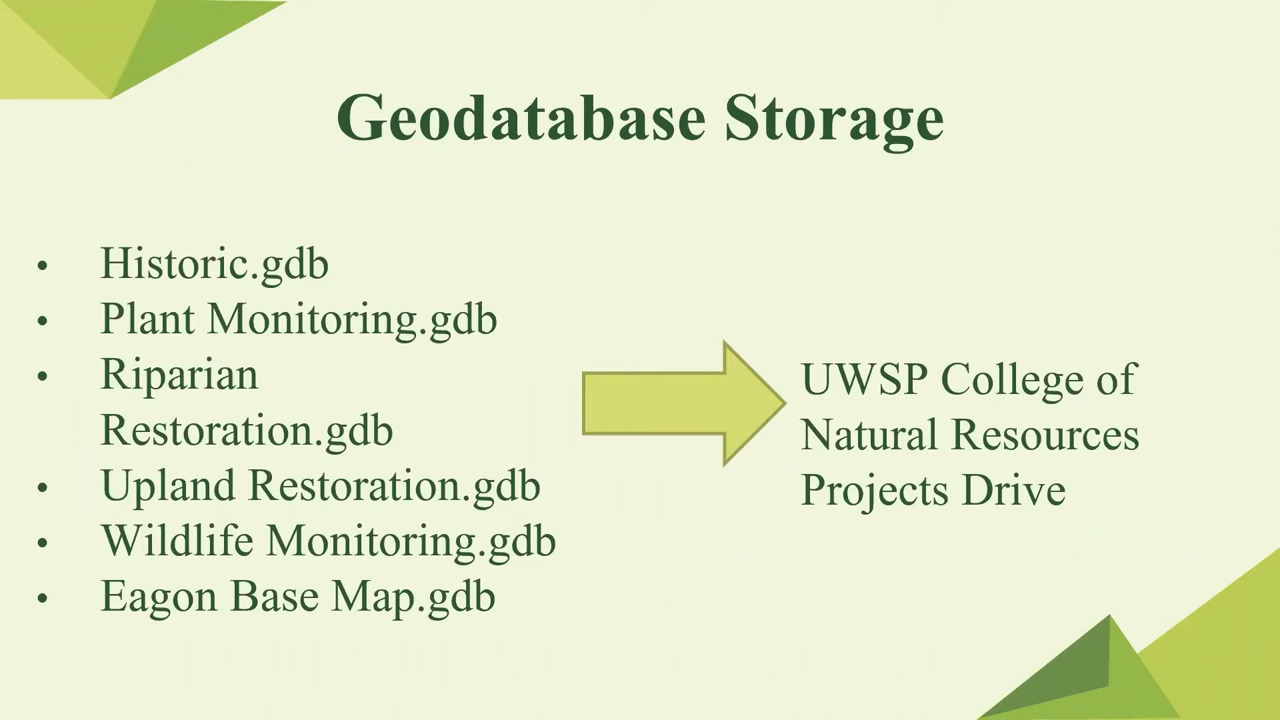 Geodatabase Storage
• Historic.gdb
• Plant Monitoring.gdb
• Riparian
Restoration.gdb
• Upland Restoration.gdb
• Wildlife Monitoring.gdb
• Eagon Base Map.gdb
UWSP College of
Natural Resources
Projects Drive